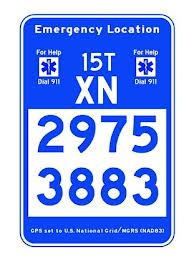 Emergency Location
For Help 15T For Help
Dial 911 XN Dial 911
2975
3883
GPS set to U.S. National Grid/MGRS (NAD83)